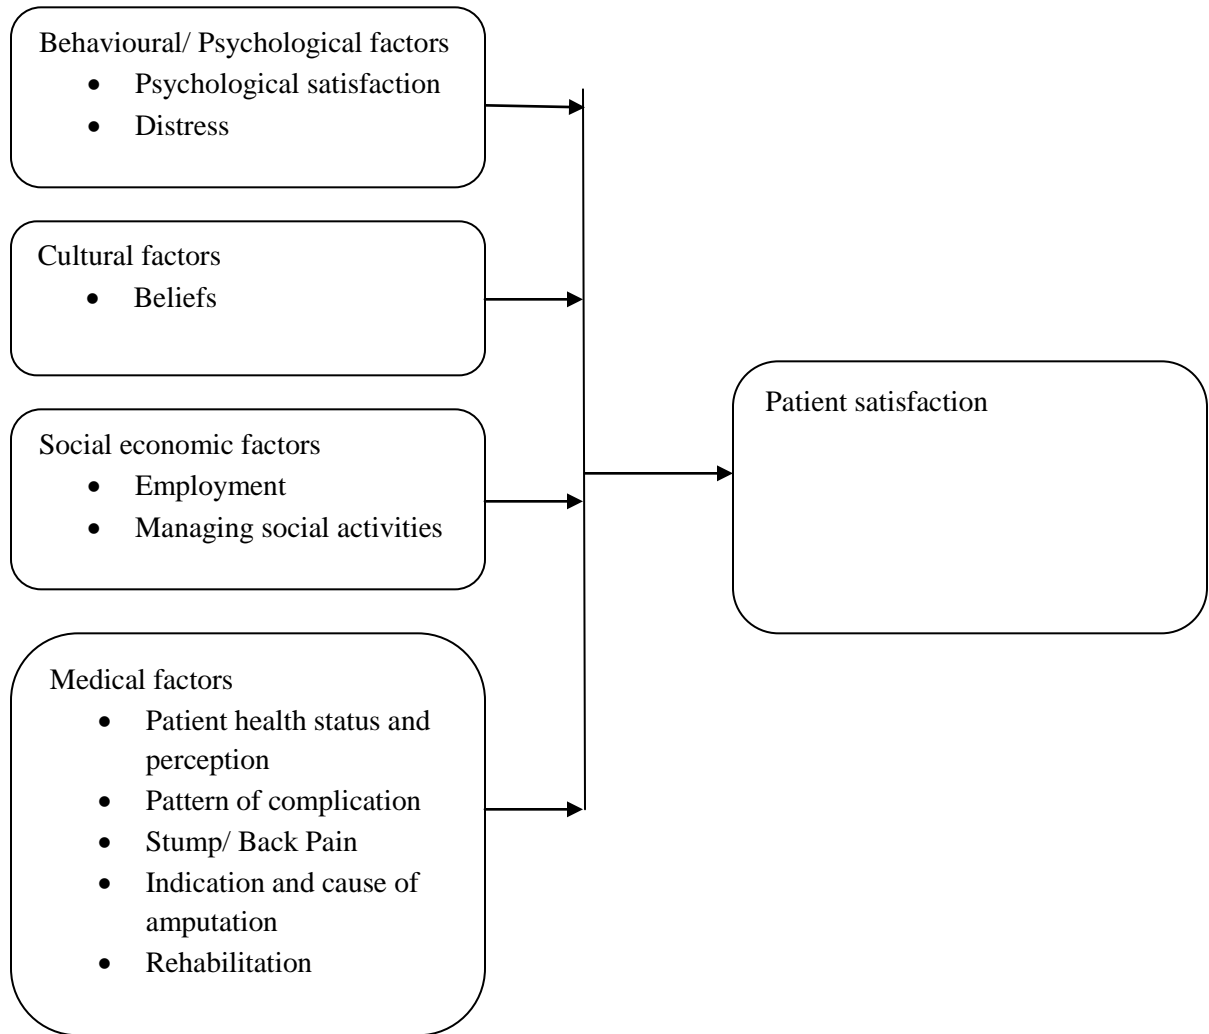 Behavioural/ Psychological factors
• Psychological satisfaction
• Distress
Cultural factors
• Beliefs
Social economic factors
• Employment
• Managing social activities
Medical factors
• Patient health status and
perception
• Pattern of complication
• Stump/ Back Pain
• Indication and cause of
amputation
• Rehabilitation
Patient satisfaction